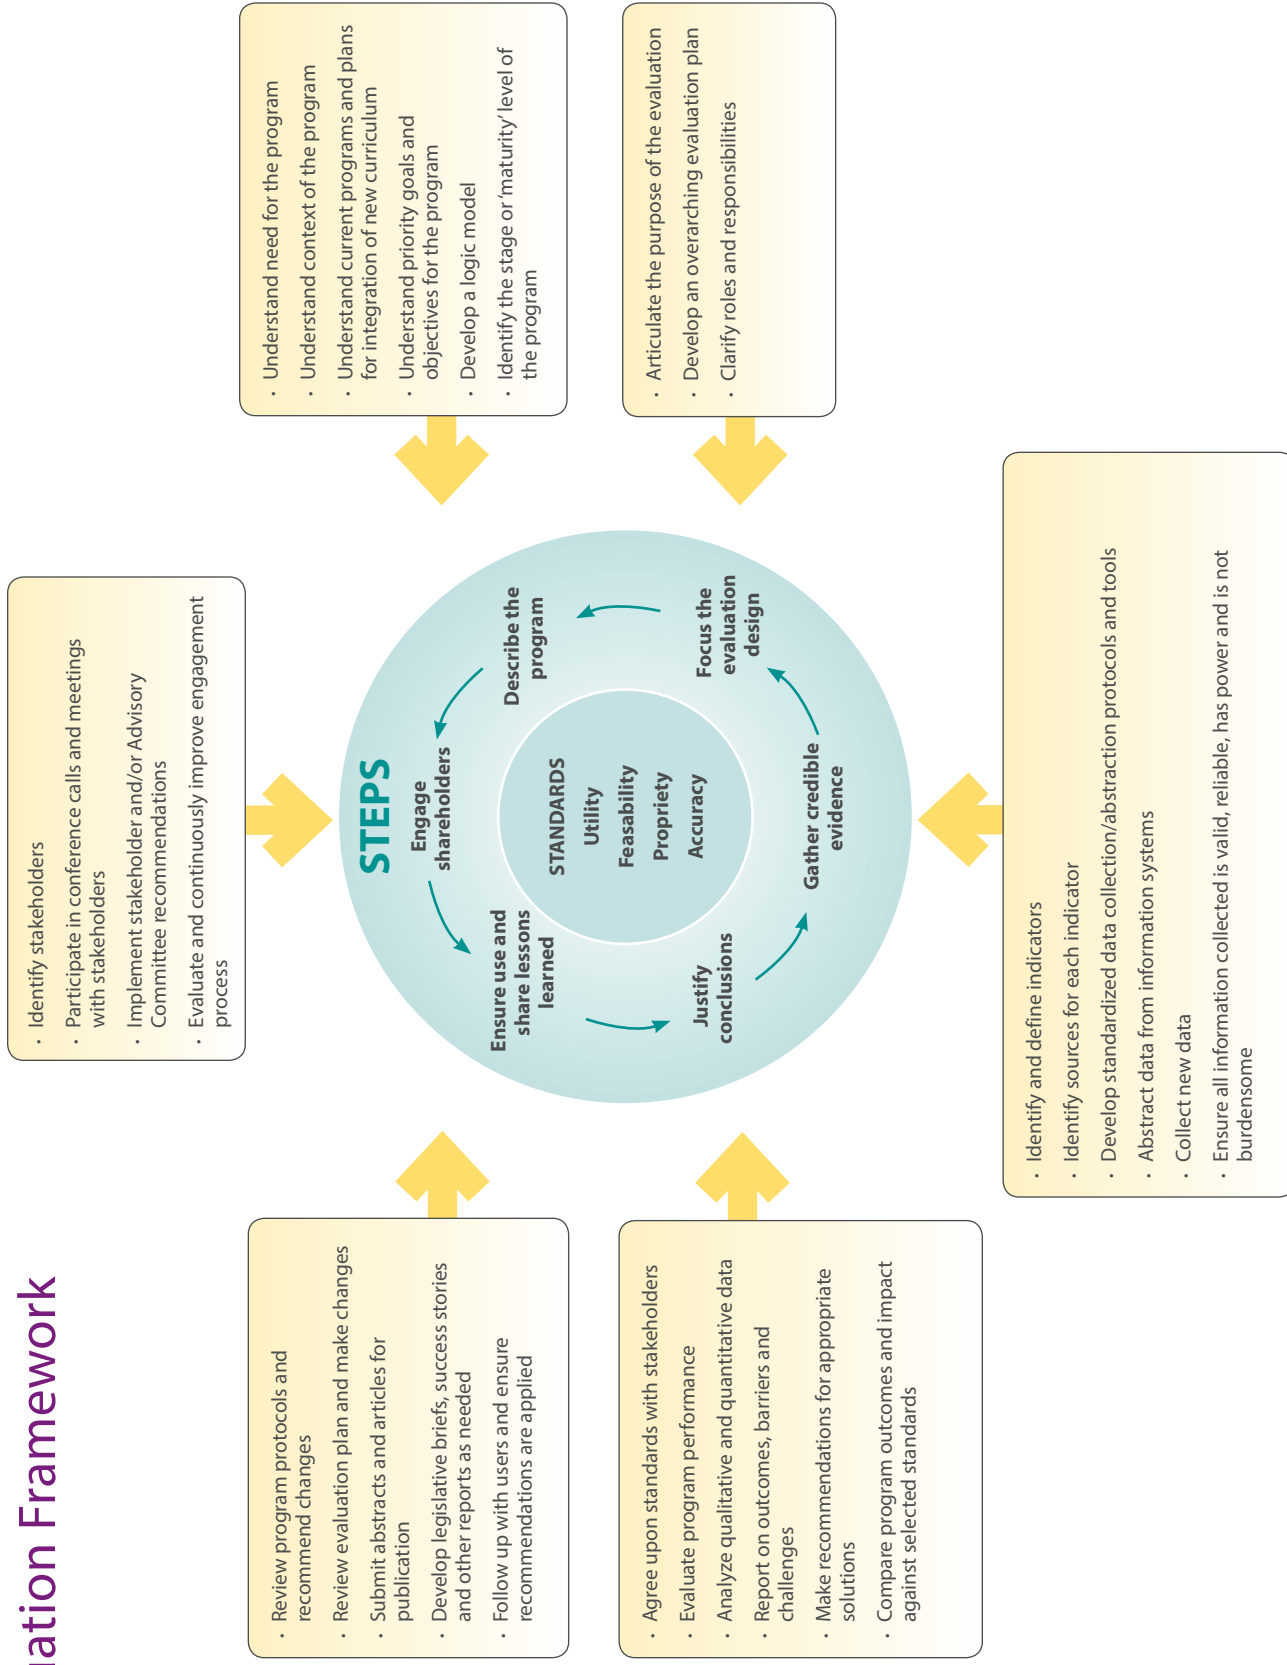 uation Framework
• Identify stakeholders
• Participate in conference calls and meetings
with stakeholders
• Implement stakeholder and/or Advisory
Committee recommendations
• Evaluate and continuously improve engagement
process
• Review program protocols and
recommend changes
• Review evaluation plan and make changes
• Submit abstracts and articles for
publication
• Develop legislative briefs, success stories
and other reports as needed
• Follow up with users and ensure
recommendations are applied
STEPS
Engage
shareholders
Ensure use and
share lessons
learned
Describe the
program
STANDARDS
Utility
Feasability
Propriety
Accuracy
Justify
conclusions
Focus the
evaluation
design
Gather credible
evidence
• Understand need for the program
• Understand context of the program
• Understand current programs and plans
for integration of new curriculum
• Understand priority goals and
objectives for the program
• Develop a logic model
• Identify the stage or ‘maturity’ level of
the program
• Agree upon standards with stakeholders
• Evaluate program performance
• Analyze qualitative and quantitative data
• Report on outcomes, barriers and
challenges
• Make recommendations for appropriate
solutions
• Compare program outcomes and impact
against selected standards
• Articulate the purpose of the evaluation
• Develop an overarching evaluation plan
• Clarify roles and responsibilities
• Identify and define indicators
• Identify sources for each indicator
• Develop standardized data collection/abstraction protocols and tools
• Abstract data from information systems
• Collect new data
• Ensure all information collected is valid, reliable, has power and is not
burdensome